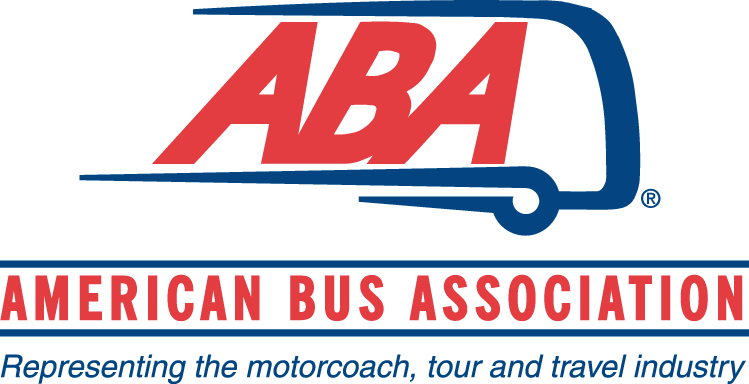 ABA
®
AMERICAN BUS ASSOCIATION
Representing the motorcoach, tour and travel industry